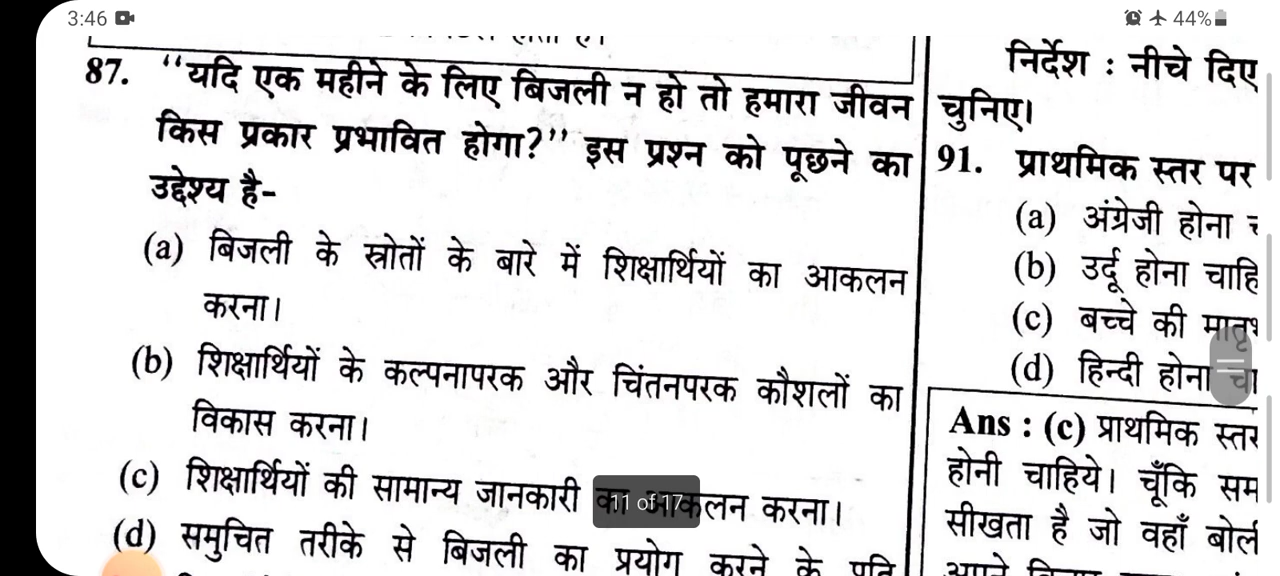 3:46
44%
87. "यदि एक महीने के लिए बिजली न हो तो हमारा जीवन
किस प्रकार प्रभावित होगा?" इस प्रश्न को पूछने का
उद्देश्य है-
(a) बिजली के स्रोतों के बारे में शिक्षार्थियों का आकलन
करना।
(b) शिक्षार्थियों के कल्पनापरक और चिंतनपरक कौशलों का
विकास करना।
(c) शिक्षार्थियों की सामान्य जानकारी का आकलन करना।
11 of 17
(d) समुचित तरीके से बिजली का प्रयोग करने के प्रति
निर्देश : नीचे दिए
चुनिए।
91. प्राथमिक स्तर पर
(a) अंग्रेजी होना
(b) उर्दू होना
(c) बच्चे की
(d) हिन्दी होना
Ans : (c) प्राथमिक स्तर
होनी चाहिये। चूँकि सम
सीखता है जो वहाँ